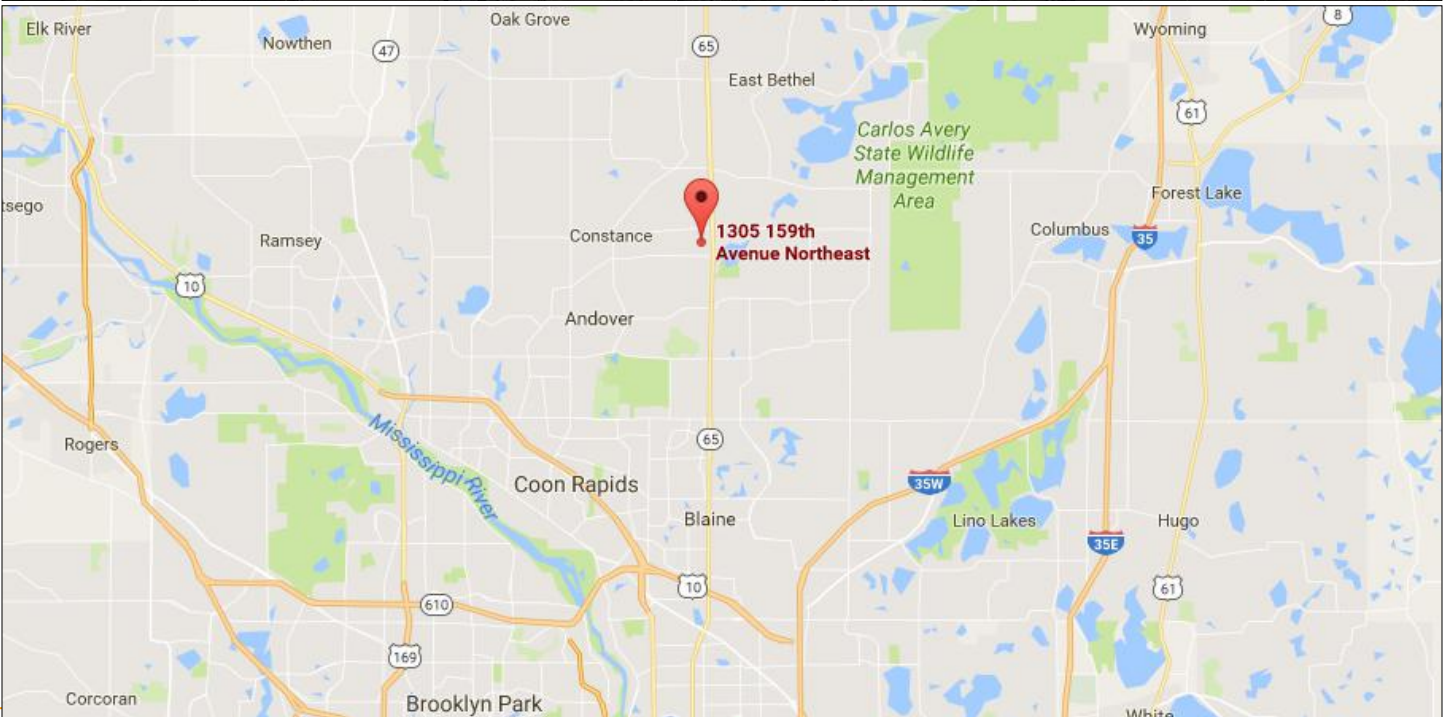 Elk River
Oak Grove
8
Wyoming
Nowthen
47
65
East Bethel
61
Carlos Avery
State Wildlife
Management
Area
Forest Lake
tsego
Ramsey
Constance
1305 159th
Avenue Northeast
Columbus
35
10
Andover
Mississippi River
Rogers
65
Coon Rapids
35W
Blaine
Lino Lakes
Hugo
35E
10
61
610
169
Corcoran
Brooklyn Park
White